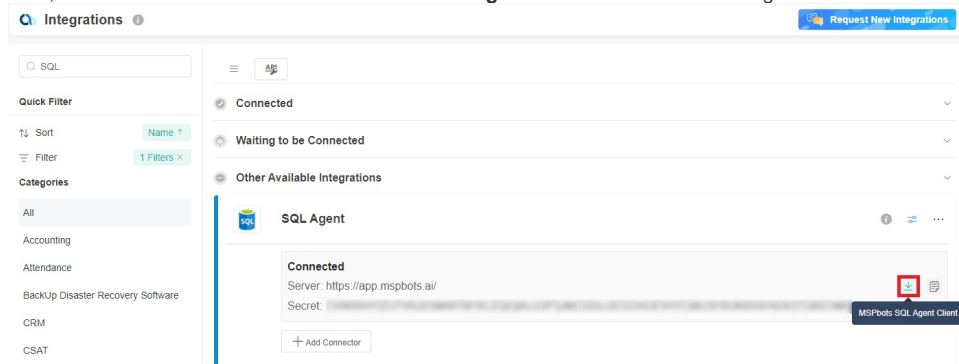 Integrations
Request New Integrations
SQL
Quick Filter
Sort
Name ↑
Filter
1 Filters ×
Categories
All
Accounting
Attendance
BackUp Disaster Recovery Software
CRM
CSAT
Connected
Waiting to be Connected
Other Available Integrations
SQL
SQL Agent
Connected
Server: https://app.mspbots.ai/
Secret:
MSPbots SQL Agent Client
+ Add Connector